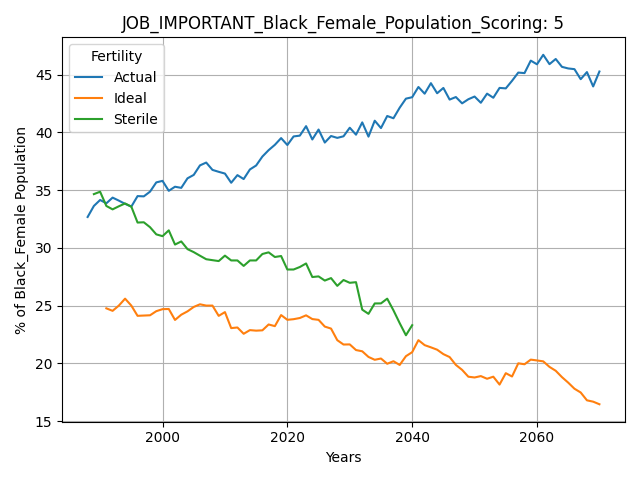 JOB_IMPORTANT_Black_Female_Population_Scoring: 5
Fertility
Actual
Ideal
Sterile
% of Black_Female Population
45
40
35
30
25
20
15
2000
2020
2040
2060
Years